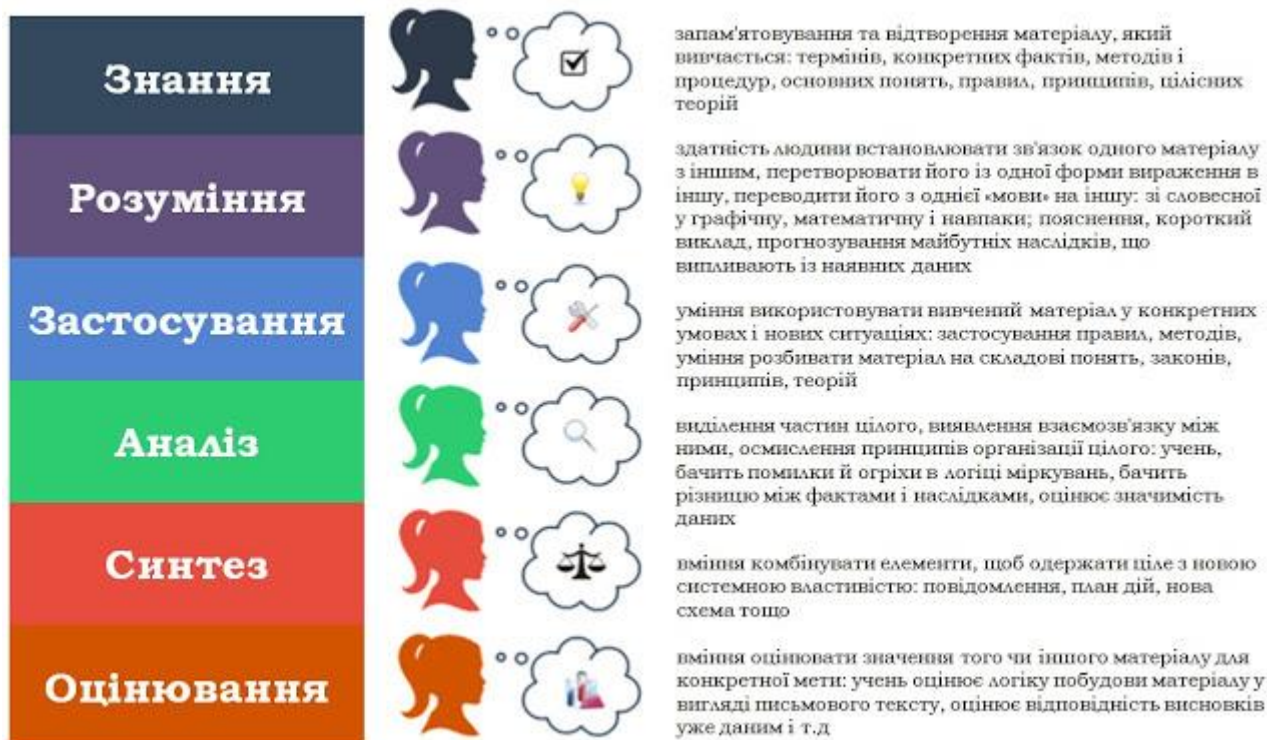 Знання
запам'ятовування та відтворення матеріалу, який
вивчається: термінів, конкретних фактів, методів і
процедур, основних понять, правил, принципів, цілісних
теорій
Розуміння
здатність людини встановлювати зв'язок одного матеріалу
з іншим, перетворювати його із одної форми вираження в
іншу, переводити його з однієї «мови» на іншу: зі словесної
у графічну, математичну і навпаки; пояснення, короткий
виклад, прогнозування майбутніх наслідків, що
випливають із наявних даних
Застосування
уміння використовувати вивчений матеріал у конкретних
умовах і нових ситуаціях: застосування правил, методів,
уміння розбивати матеріал на складові понять, законів,
принципів, теорій
Аналіз
виділення частин цілого, виявлення взаємозв'язку між
ними, осмислення принципів організації цілого: учень,
бачить помилки й огріхи в логіці міркувань, бачить
різницю між фактами і наслідками, оцінює значимість
даних
Синтез
вміння комбінувати елементи, щоб одержати ціле з новою
системною властивістю: повідомлення, план дій, нова
схема тощо
Оцінювання
вміння оцінювати значення того чи іншого матеріалу для
конкретної мети: учень оцінює логіку побудови матеріалу у
вигляді письмового тексту, оцінює відповідність висновків
уже даним і т.д